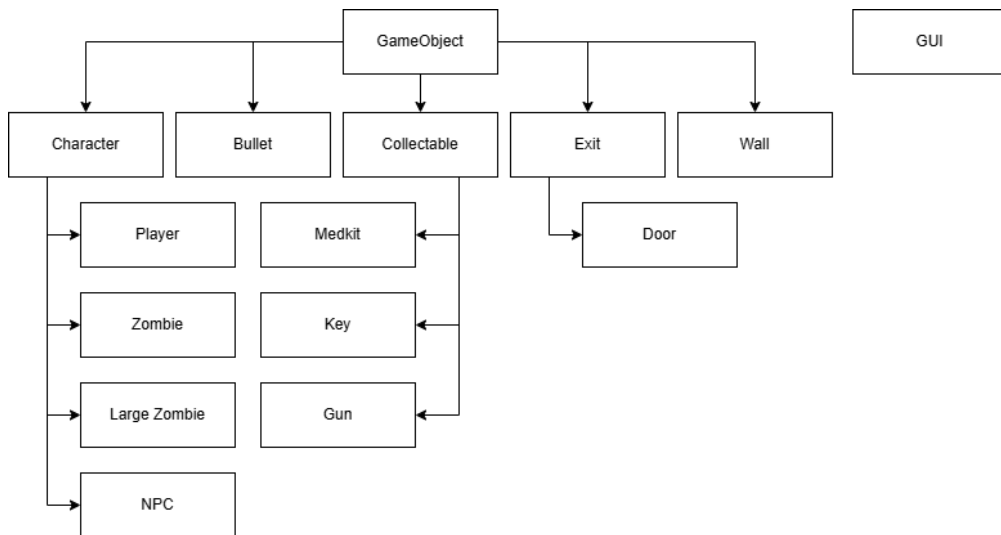 GameObject
GUI
Character
Bullet
Collectable
Exit
Wall
Player
Medkit
Door
Zombie
Key
Large Zombie
Gun
NPC